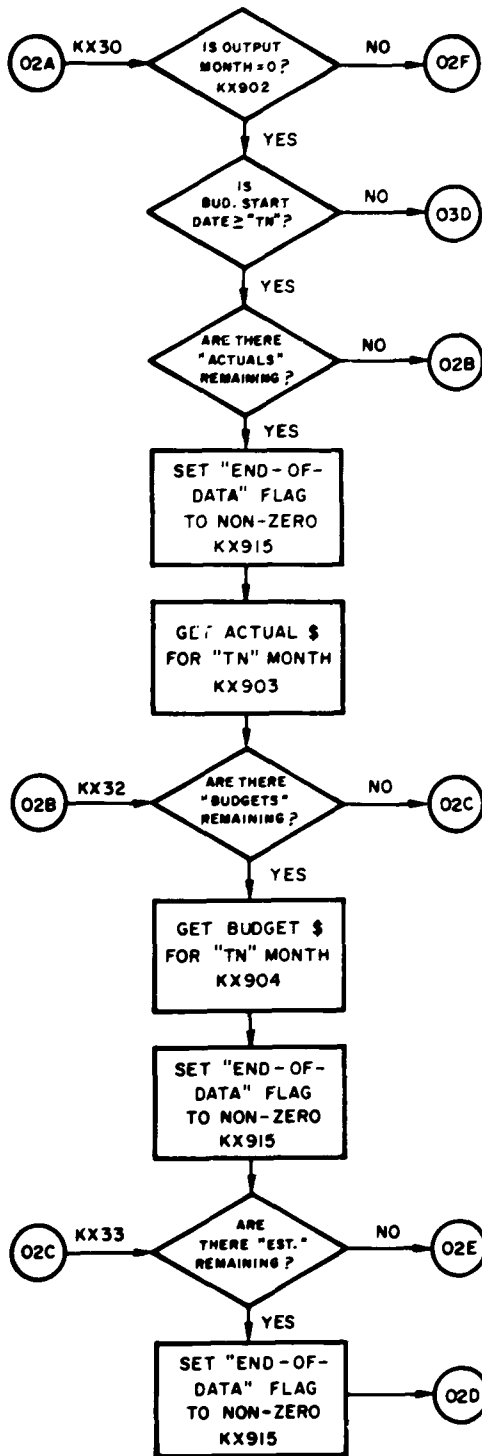 02A
KX30
IS OUTPUT
MONTH = 0?
KX902
NO
02F
YES
IS
BUD. START
DATE ≥ "TN"?
NO
03D
YES
ARE THERE
"ACTUALS"
REMAINING?
NO
02B
YES
SET "END-OF-
DATA" FLAG
TO NON-ZERO
KX915
GET ACTUAL $
FOR "TN" MONTH
KX903
02B
KX32
ARE THERE
"BUDGETS"
REMAINING?
NO
02C
YES
GET BUDGET $
FOR "TN" MONTH
KX904
SET "END-OF-
DATA" FLAG
TO NON-ZERO
KX915
02C
KX33
ARE
THERE "EST."
REMAINING?
NO
02E
YES
SET "END-OF-
DATA" FLAG
TO NON-ZERO
KX915
02D